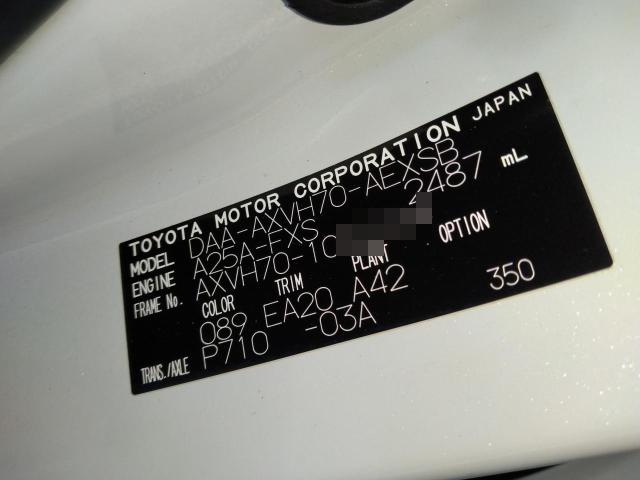 TOYOTA MOTOR CORPORATION JAPAN
MODEL DAA-AXVH70-AEXSB
ENGINE A25A-FXS 2487 mL
FRAME No. AXVH70-10
COLOR TRIM PLANT OPTION
089 EA20 A42 350
TRANS./AXLE P710 -03A